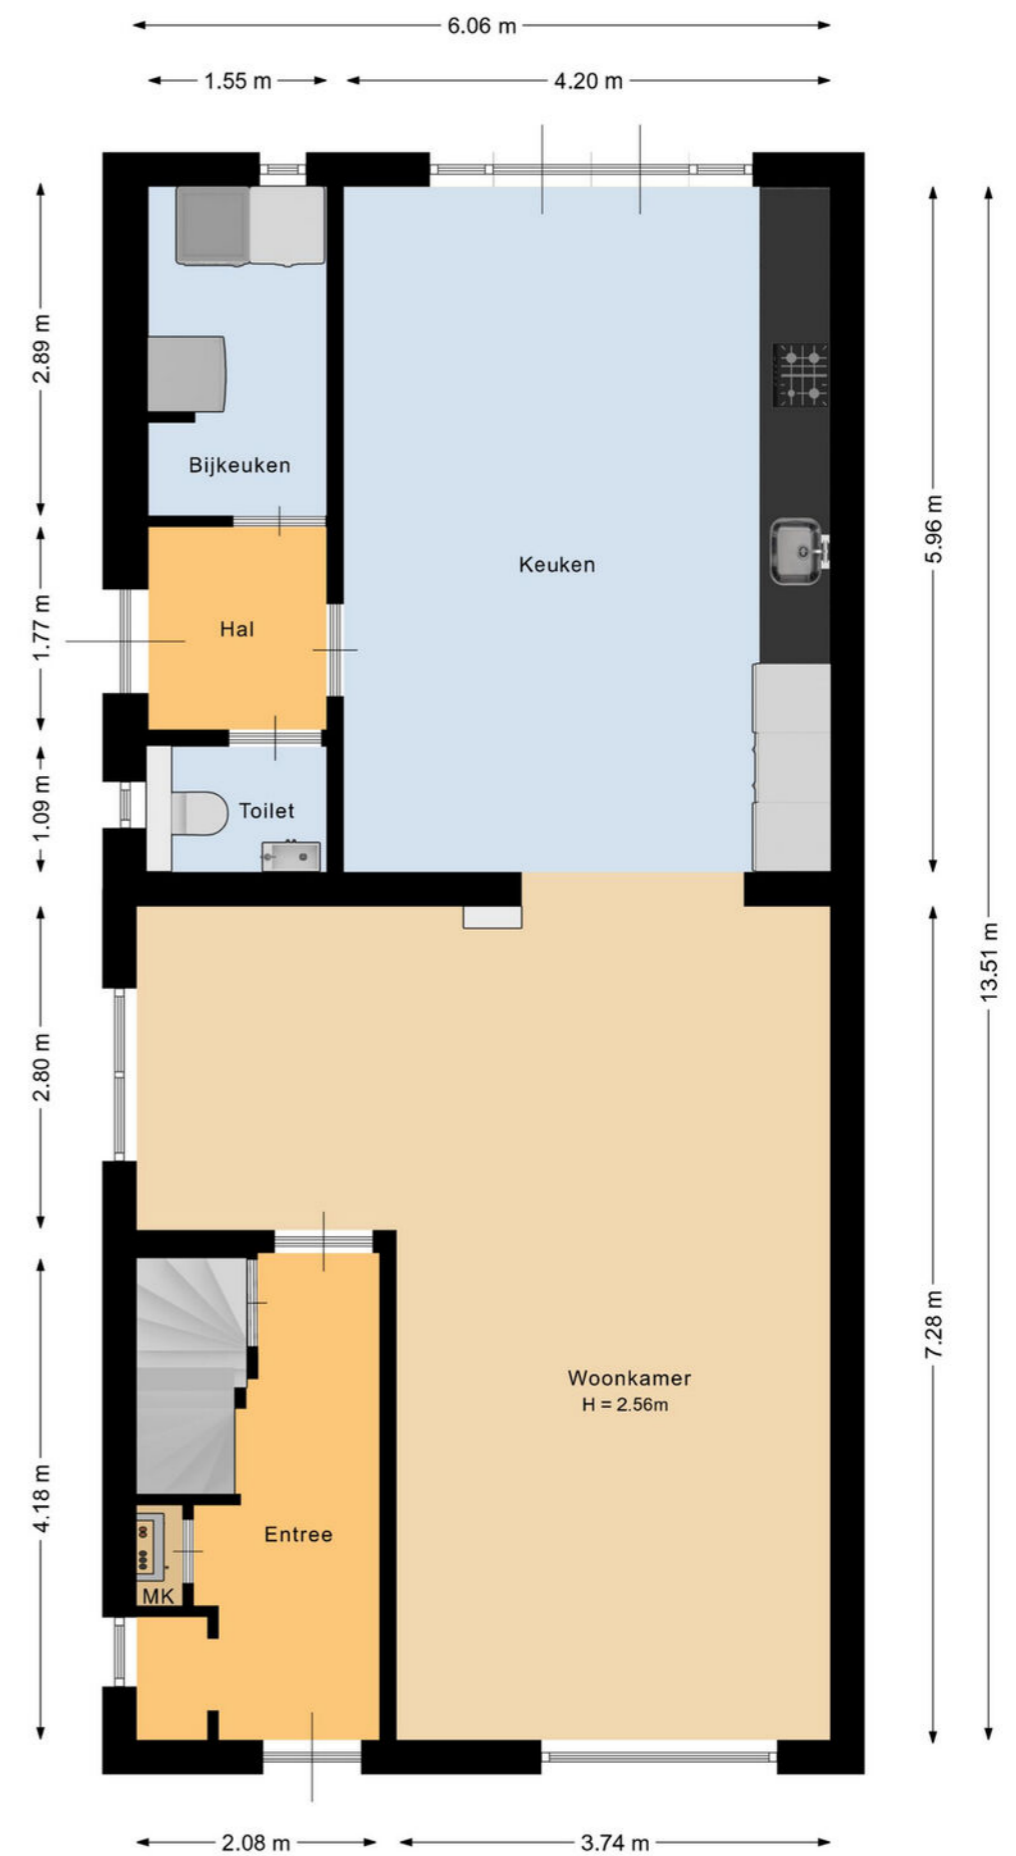 6.06 m
1.55 m
4.20 m
2.89 m
Bijkeuken
5.96 m
Keuken
1.77 m
Hal
1.09 m
Toilet
13.51 m
2.80 m
7.28 m
Woonkamer
H = 2.56m
4.18 m
Entree
MK
2.08 m
3.74 m